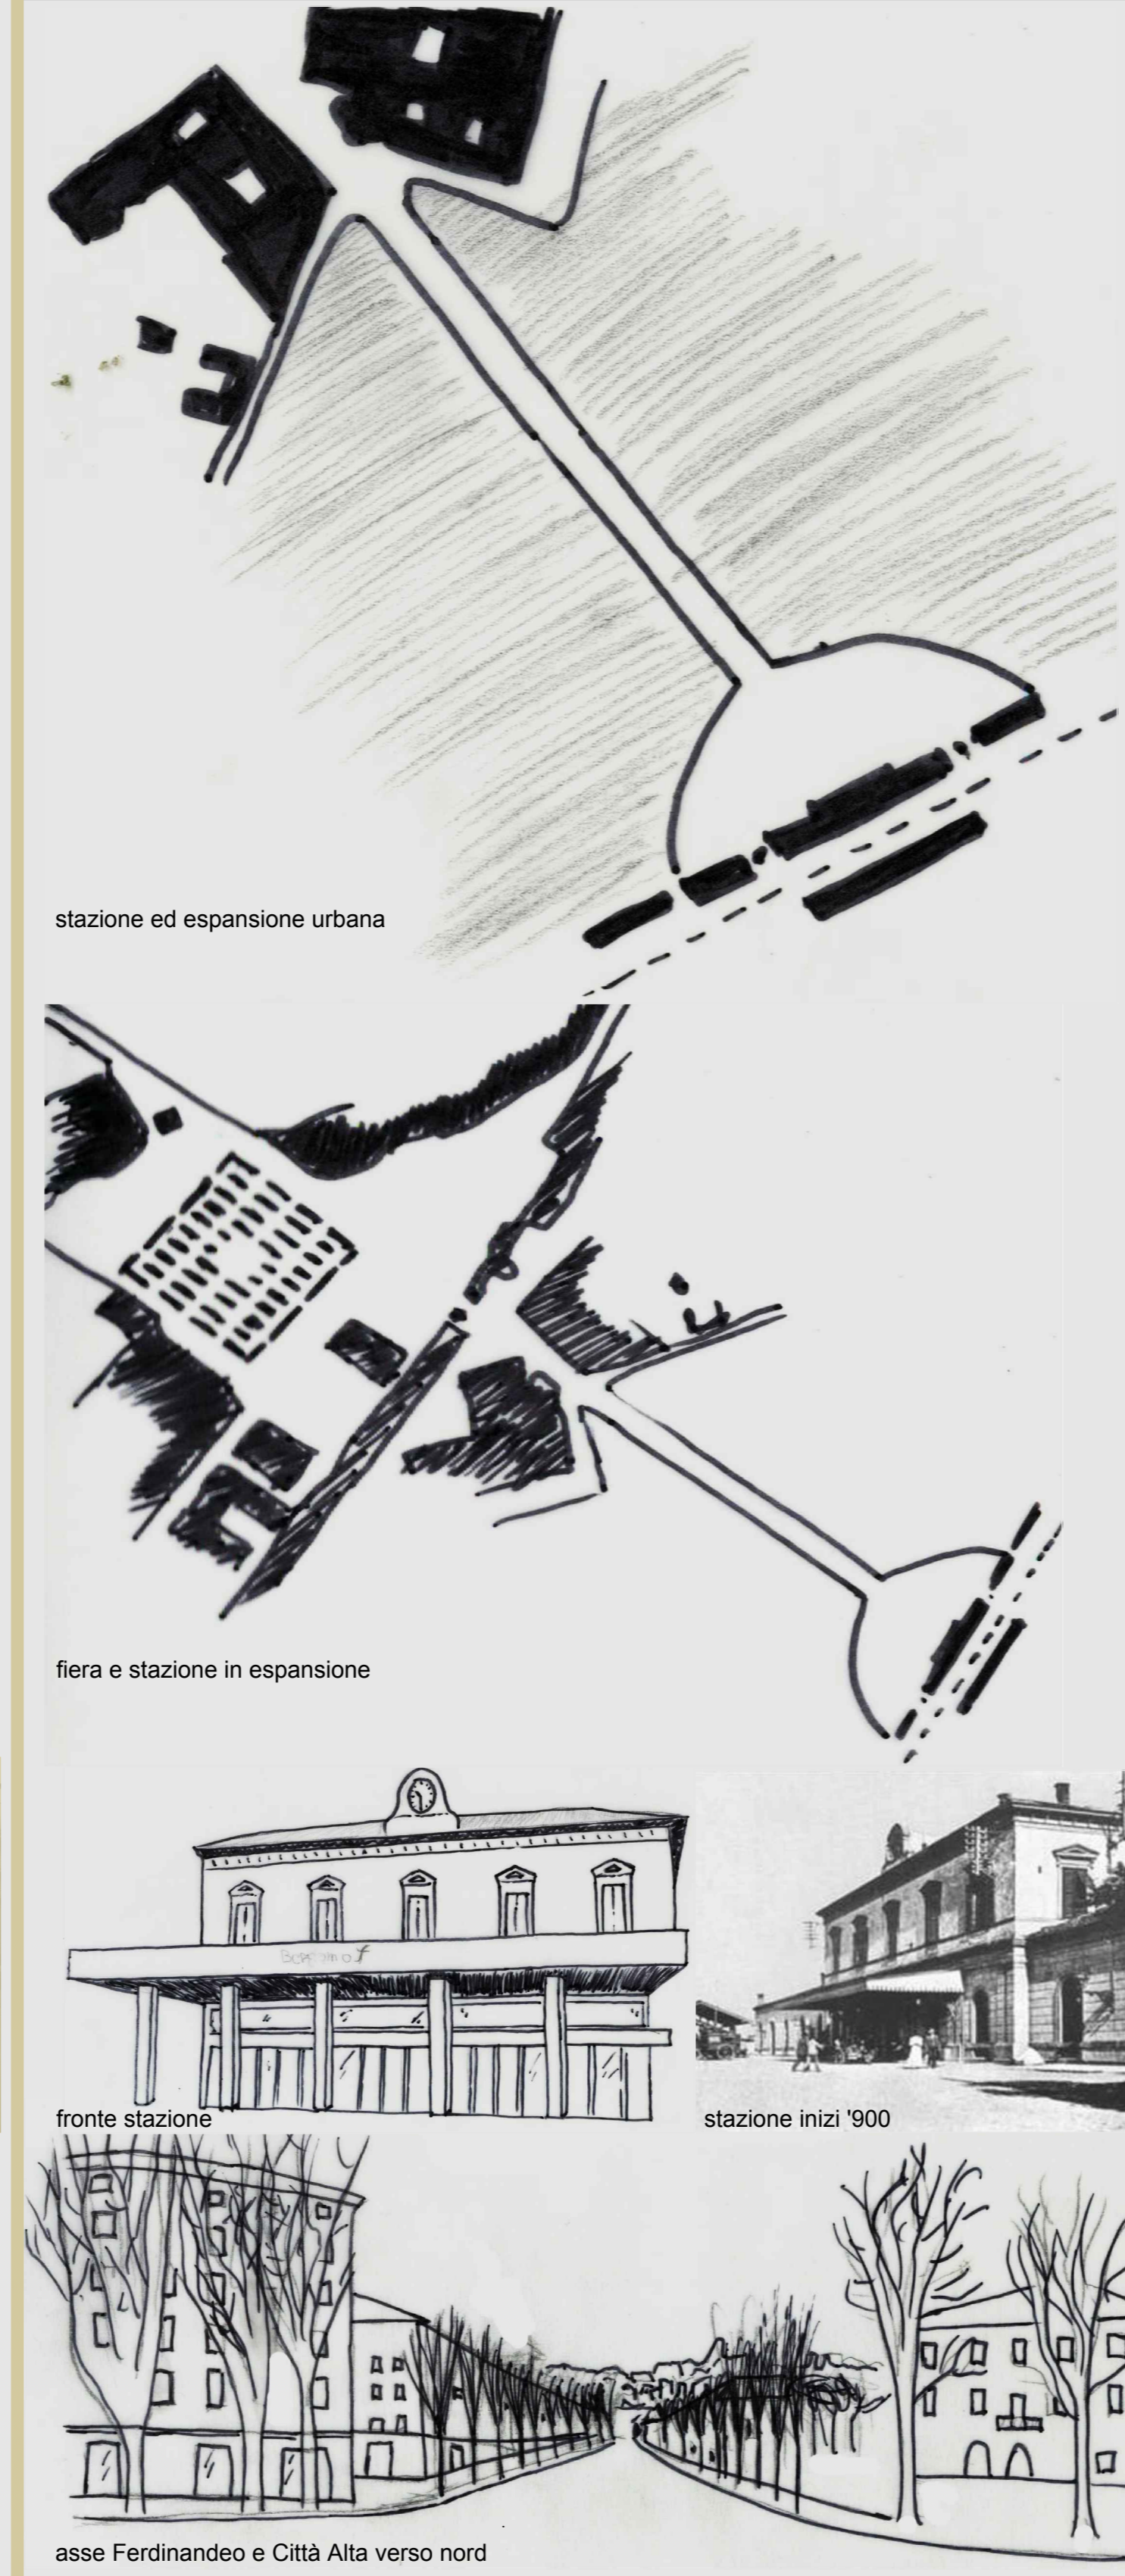 stazione ed espansione urbana
fiera e stazione in espansione
fronte stazione
stazione inizi '900
asse Ferdinandeo e Città Alta verso nord